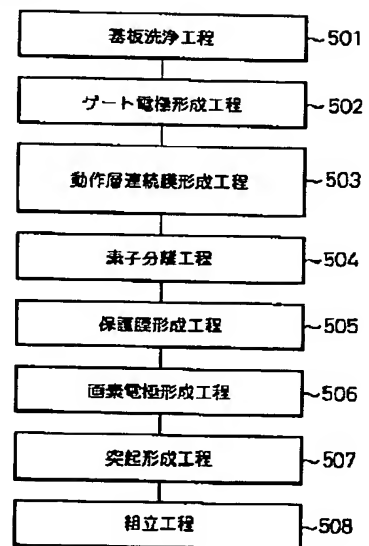 基板洗浄工程 501
ゲート電極形成工程 502
動作層連続膜形成工程 503
素子分離工程 504
保護膜形成工程 505
画素電極形成工程 506
突起形成工程 507
組立工程 508